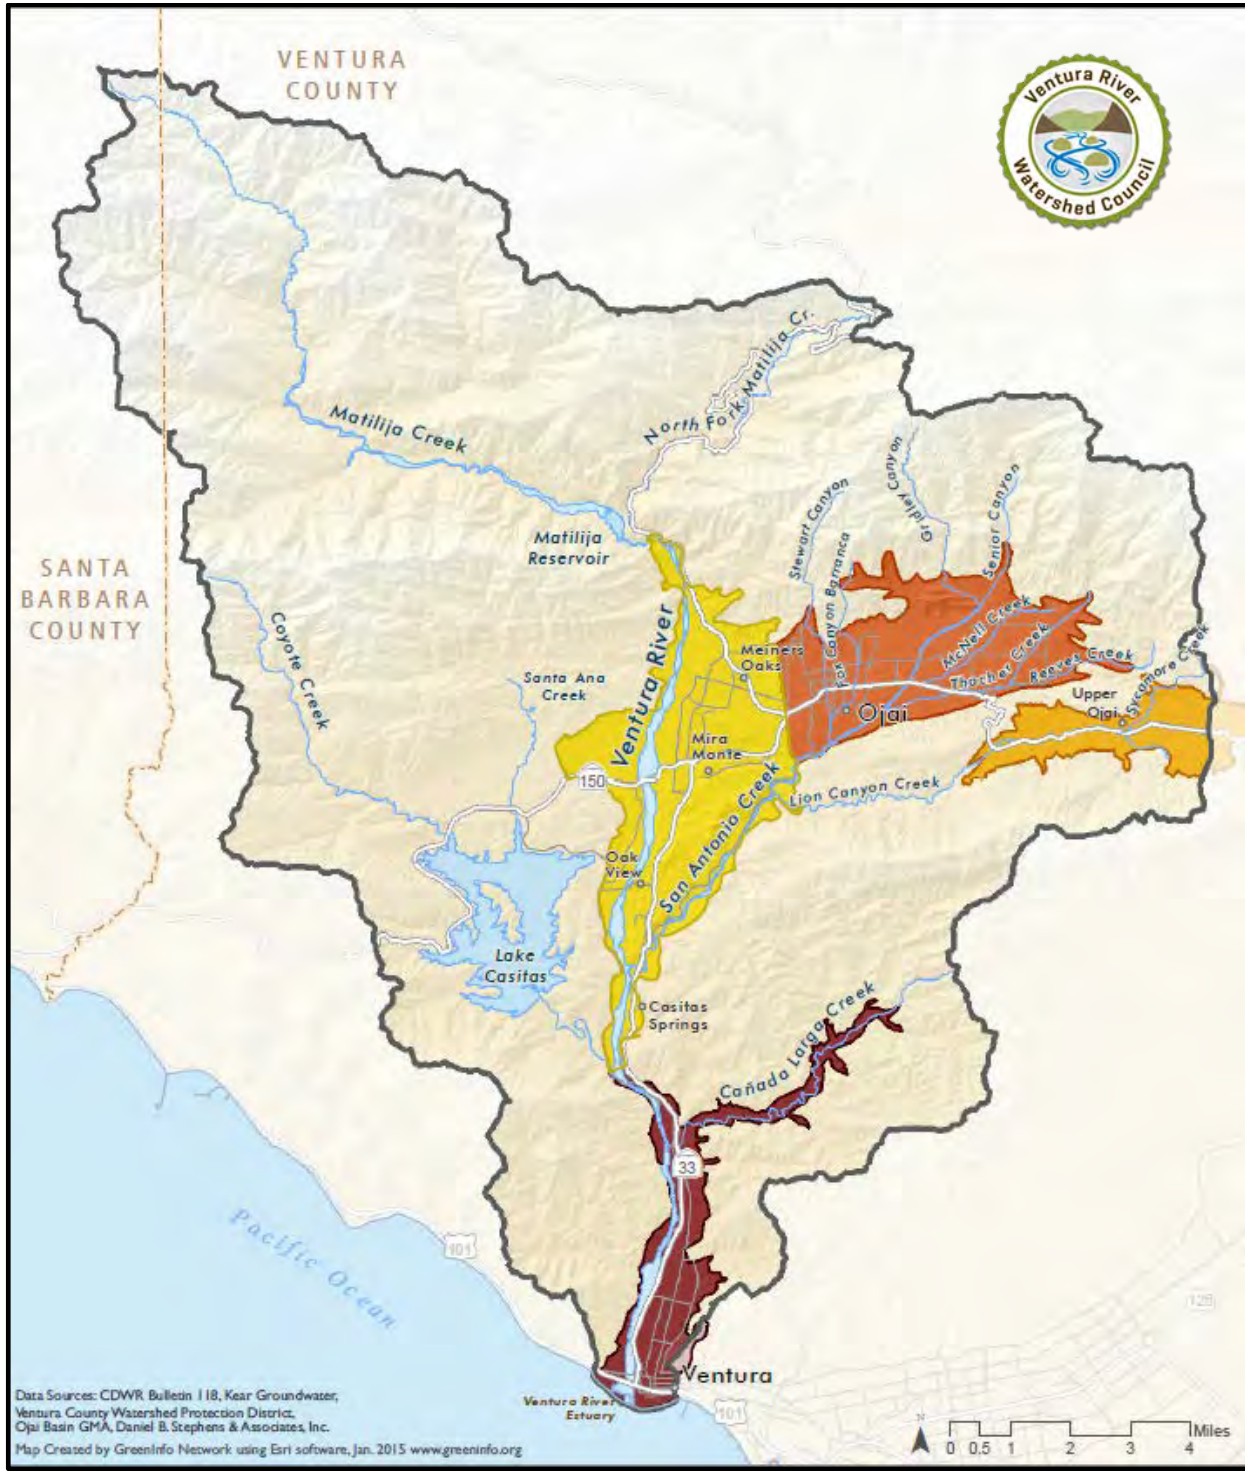 VENTURA
COUNTY
Ventura River
Watershed Council
North Fork Matilija Cr.
Matilija Creek
Gridley Canyon
Senior Canyon
Stewart Canyon
Matilija
Reservoir
Fox Canyon Barranca
SANTA
BARBARA
COUNTY
Coyote Creek
Ventura River
McNell Creek
Thacher Creek
Reeves Creek
Sycamore Creek
Meiners
Oaks
Santa Ana
Creek
Upper
Ojai
Ojai
Mira
Monte
150
San Antonio Creek
Lion Canyon Creek
Oak
View
Lake
Casitas
Casitas
Springs
Cañada Larga Creek
33
Pacific Ocean
101
126
Ventura
Ventura River
Estuary
101
Data Sources: CDWR Bulletin 118, Kear Groundwater,
Ventura County Watershed Protection District,
Ojai Basin GMA, Daniel B. Stephens & Associates, Inc.
Map Created by GreenInfo Network using Esri software, Jan. 2015 www.greeninfo.org
N
Miles
0 0.5 1 2 3 4